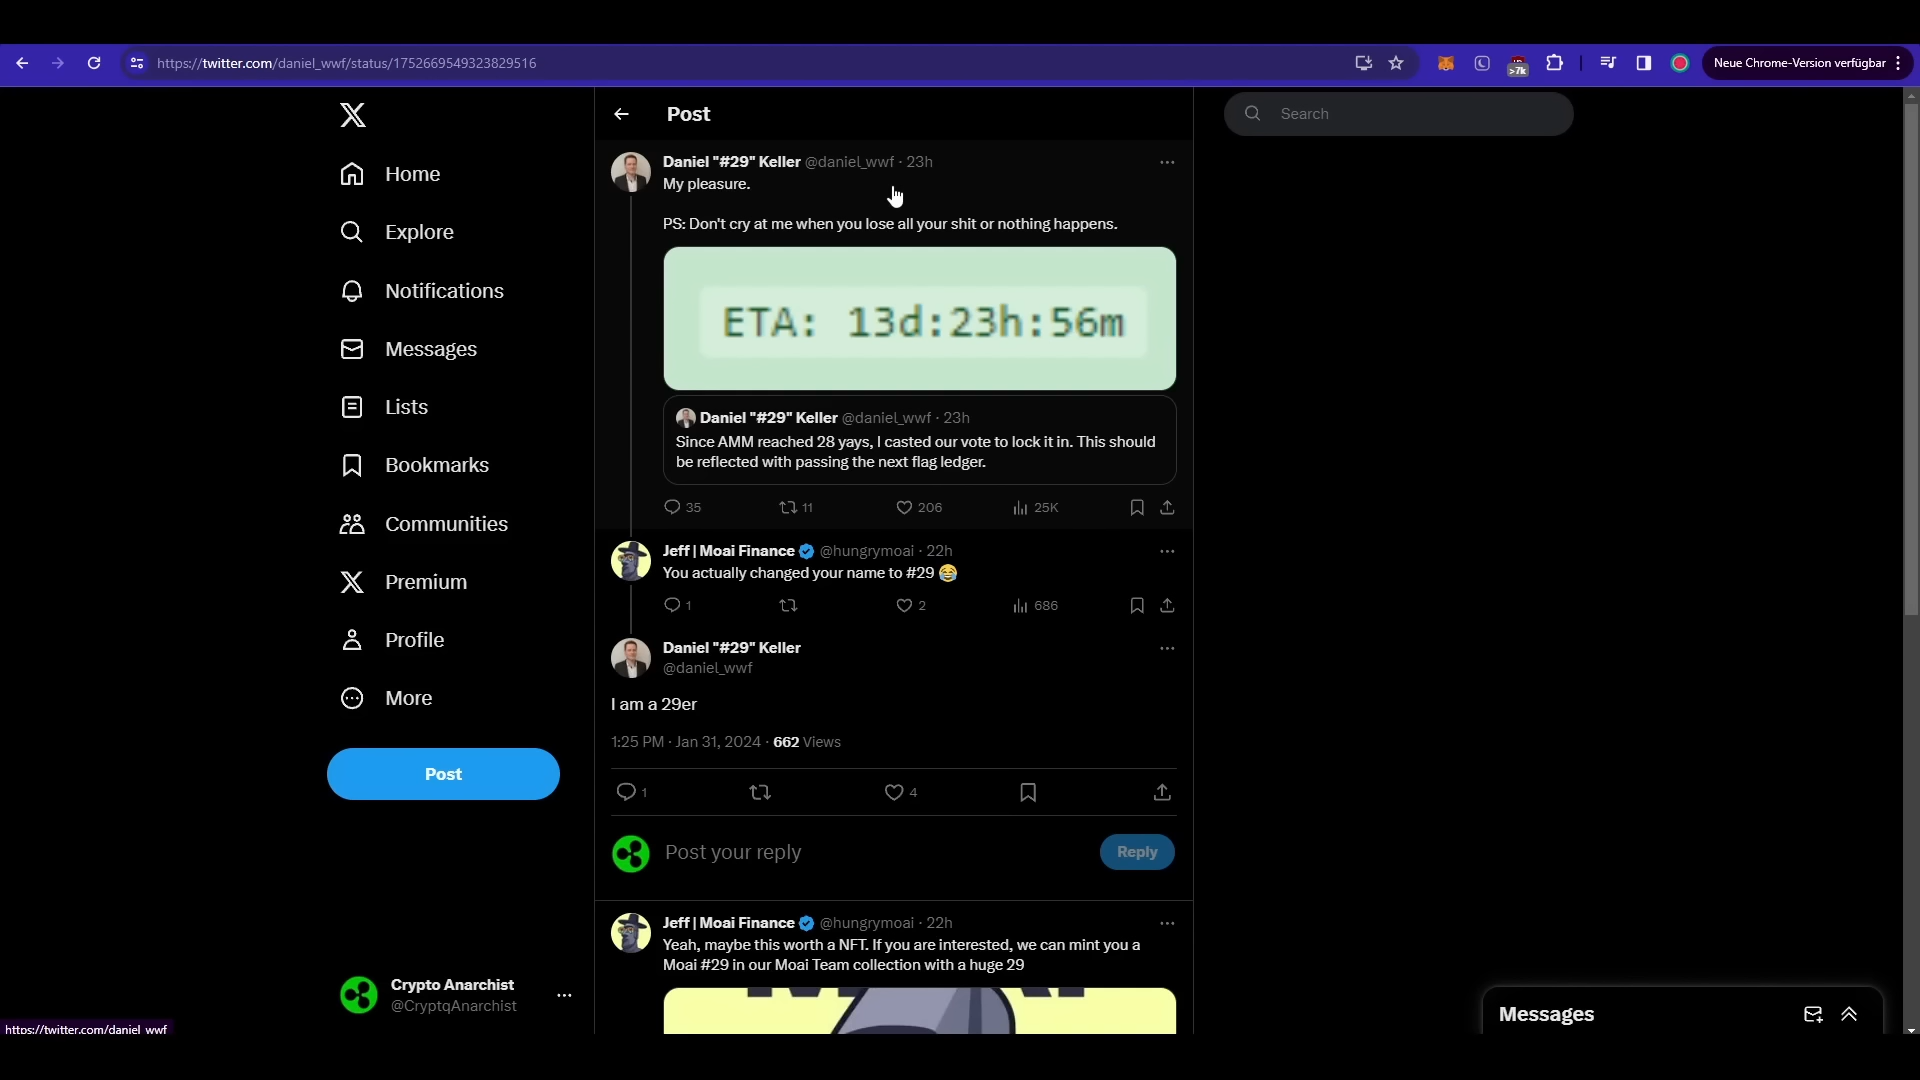 https://twitter.com/daniel_wwf/status/1752669549323829516
>7k
Neue Chrome-Version verfügbar
Home
Explore
Notifications
Messages
Lists
Bookmarks
Communities
Premium
Profile
More
Post
Crypto Anarchist
@CryptqAnarchist
https://twitter.com/daniel_wwf
Post
Daniel "#29" Keller @daniel_wwf · 23h
My pleasure.
PS: Don't cry at me when you lose all your shit or nothing happens.
ETA: 13d:23h:56m
Daniel "#29" Keller @daniel_wwf · 23h
Since AMM reached 28 yays, I casted our vote to lock it in. This should
be reflected with passing the next flag ledger.
35 11 206 25K
Jeff | Moai Finance @hungrymoai · 22h
You actually changed your name to #29 😂
1 2 686
Daniel "#29" Keller
@daniel_wwf
I am a 29er
1:25 PM · Jan 31, 2024 · 662 Views
1 4
Post your reply
Reply
Jeff | Moai Finance @hungrymoai · 22h
Yeah, maybe this worth a NFT. If you are interested, we can mint you a
Moai #29 in our Moai Team collection with a huge 29
Search
Messages